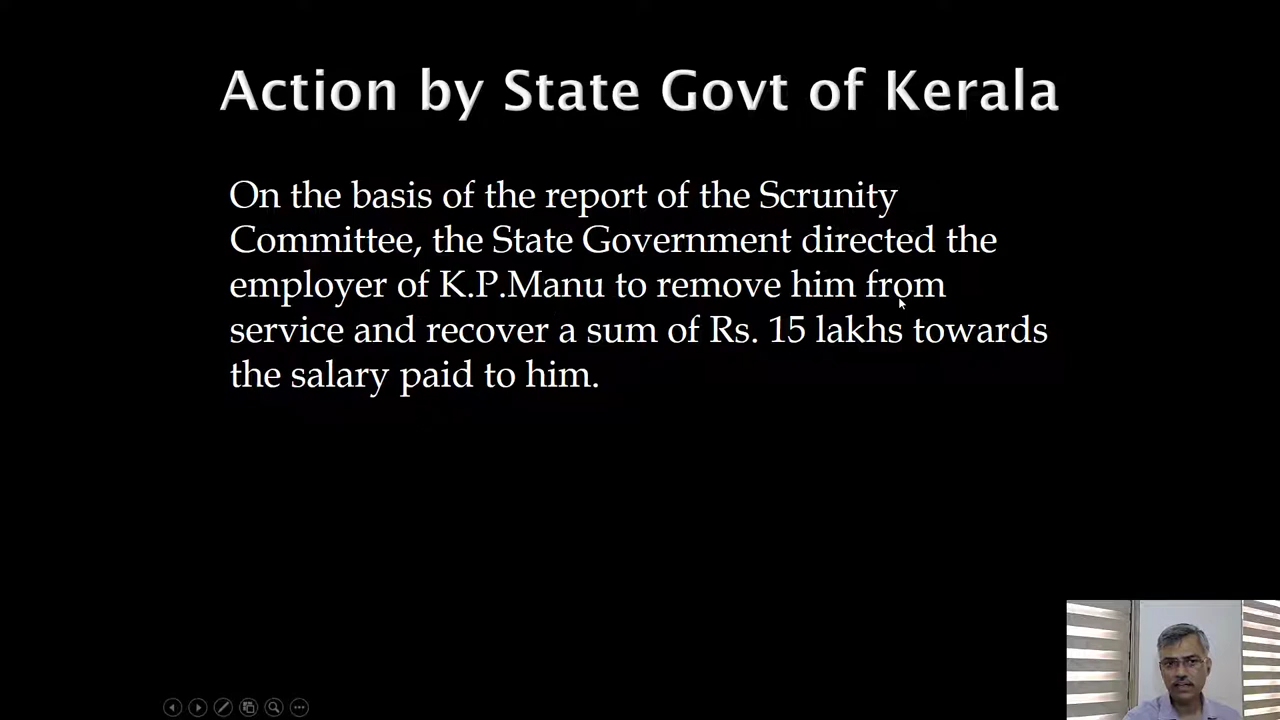 Action by State Govt of Kerala
On the basis of the report of the Scrunity
Committee, the State Government directed the
employer of K.P.Manu to remove him from
service and recover a sum of Rs. 15 lakhs towards
the salary paid to him.